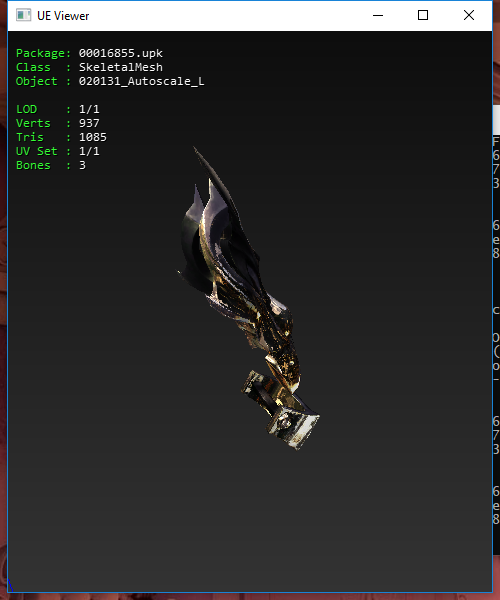 UE Viewer
Package: 00016855.upk
Class : SkeletalMesh
Object : 020131_Autoscale_L
LOD : 1/1
Verts : 937
Tris : 1085
UV Set : 1/1
Bones : 3